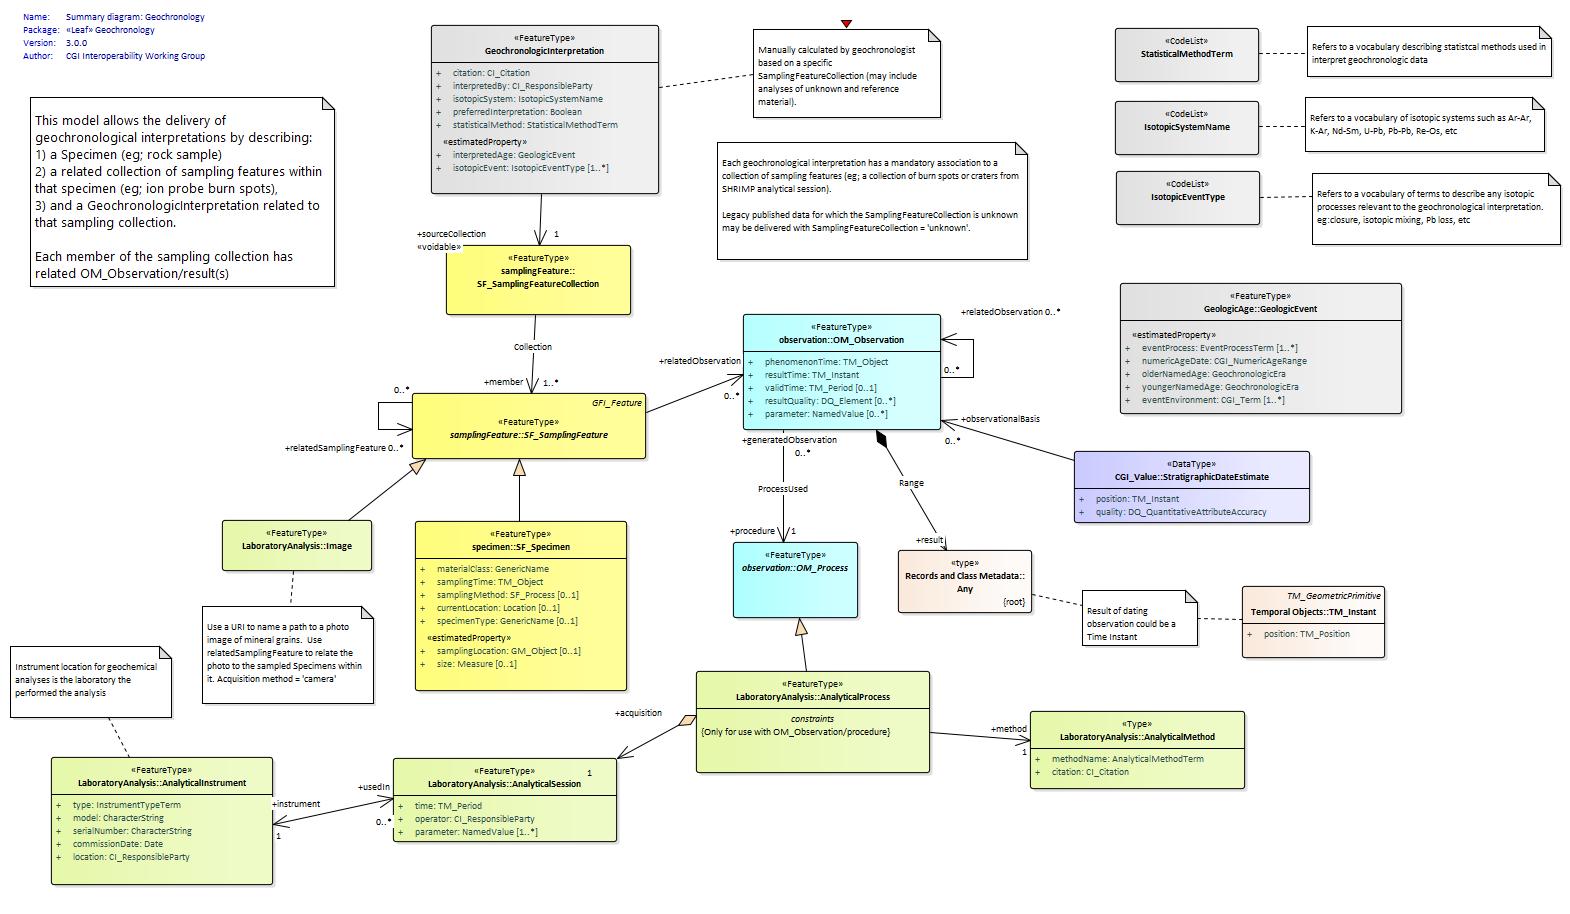 Name: Summary diagram: Geochronology
Package: «Leaf» Geochronology
Version: 3.0.0
Author: CGI Interoperability Working Group
This model allows the delivery of
geochronological interpretations by describing:
1) a Specimen (eg; rock sample)
2) a related collection of sampling features within
that specimen (eg; ion probe burn spots),
3) and a GeochronologicInterpretation related to
that sampling collection.
Each member of the sampling collection has
related OM_Observation/result(s)
«FeatureType»
GeochronologicInterpretation
+ citation: CI_Citation
+ interpretedBy: CI_ResponsibleParty
+ isotopicSystem: IsotopicSystemName
+ preferredInterpretation: Boolean
+ statisticalMethod: StatisticalMethodTerm
«estimatedProperty»
+ interpretedAge: GeologicEvent
+ isotopicEvent: IsotopicEventType [1..*]
Manually calculated by geochronologist
based on a specific
SamplingFeatureCollection (may include
analyses of unknown and reference
material).
Each geochronological interpretation has a mandatory association to a
collection of sampling features (eg; a collection of burn spots or craters from
SHRIMP analytical session).
Legacy published data for which the SamplingFeatureCollection is unknown
may be delivered with SamplingFeatureCollection = 'unknown'.
«CodeList»
StatisticalMethodTerm
Refers to a vocabulary describing statistcal methods used in
interpret geochronologic data
«CodeList»
IsotopicSystemName
Refers to a vocabulary of isotopic systems such as Ar-Ar,
K-Ar, Nd-Sm, U-Pb, Pb-Pb, Re-Os, etc
«CodeList»
IsotopicEventType
Refers to a vocabulary of terms to describe any isotopic
processes relevant to the geochronological interpretation.
eg:closure, isotopic mixing, Pb loss, etc
+sourceCollection 1
«voidable»
«FeatureType»
samplingFeature::
SF_SamplingFeatureCollection
Collection
+member 1..*
«FeatureType»
GeologicAge::GeologicEvent
«estimatedProperty»
+ eventProcess: EventProcessTerm [1..*]
+ numericAgeDate: CGI_NumericAgeRange
+ olderNamedAge: GeochronologicEra
+ youngerNamedAge: GeochronologicEra
+ eventEnvironment: CGI_Term [1..*]
+relatedObservation 0..*
0..*
«FeatureType»
observation::OM_Observation
+ phenomenonTime: TM_Object
+ resultTime: TM_Instant
+ validTime: TM_Period [0..1]
+ resultQuality: DQ_Element [0..*]
+ parameter: NamedValue [0..*]
+relatedObservation
0..*
0..*
+relatedSamplingFeature 0..*
GFI_Feature
«FeatureType»
samplingFeature::SF_SamplingFeature
+observationalBasis
0..*
«DataType»
CGI_Value::StratigraphicDateEstimate
+ position: TM_Instant
+ quality: DQ_QuantitativeAttributeAccuracy
+generatedObservation
0..*
ProcessUsed
+procedure 1
Range
+result
«FeatureType»
LaboratoryAnalysis::Image
«FeatureType»
specimen::SF_Specimen
+ materialClass: GenericName
+ samplingTime: TM_Object
+ samplingMethod: SF_Process [0..1]
+ currentLocation: Location [0..1]
+ specimenType: GenericName [0..1]
«estimatedProperty»
+ samplingLocation: GM_Object [0..1]
+ size: Measure [0..1]
«FeatureType»
observation::OM_Process
«type»
Records and Class Metadata::
Any
{root}
Result of dating
observation could be a
Time Instant
TM_GeometricPrimitive
Temporal Objects::TM_Instant
+ position: TM_Position
Use a URI to name a path to a photo
image of mineral grains. Use
relatedSamplingFeature to relate the
photo to the sampled Specimens within
it. Acquisition method = 'camera'
Instrument location for geochemical
analyses is the laboratory the
performed the analysis
«FeatureType»
LaboratoryAnalysis::AnalyticalProcess
constraints
{Only for use with OM_Observation/procedure}
+acquisition
1
+method
1
«Type»
LaboratoryAnalysis::AnalyticalMethod
+ methodName: AnalyticalMethodTerm
+ citation: CI_Citation
«FeatureType»
LaboratoryAnalysis::AnalyticalInstrument
+ type: InstrumentTypeTerm
+ model: CharacterString
+ serialNumber: CharacterString
+ commissionDate: Date
+ location: CI_ResponsibleParty
+instrument
1
+usedIn
0..*
«FeatureType»
LaboratoryAnalysis::AnalyticalSession
+ time: TM_Period
+ operator: CI_ResponsibleParty
+ parameter: NamedValue [1..*]